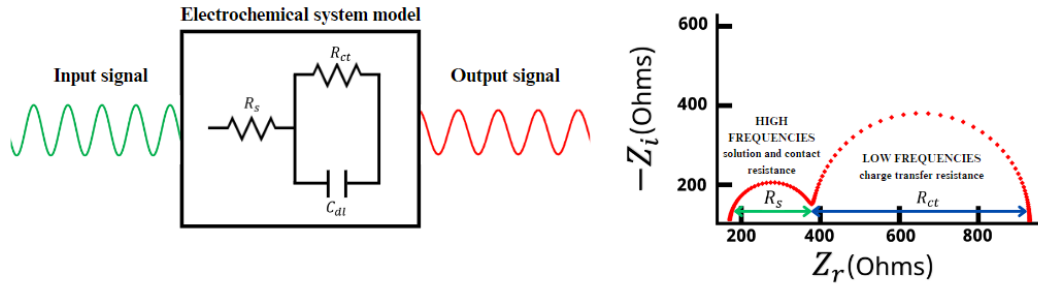 Electrochemical system model
Input signal
R_ct
R_s
C_dl
Output signal
600
400
200
−Z_i(Ohms)
HIGH
FREQUENCIES
solution and contact
resistance
LOW FREQUENCIES
charge transfer resistance
R_s
R_ct
200
400
600
800
Z_r(Ohms)